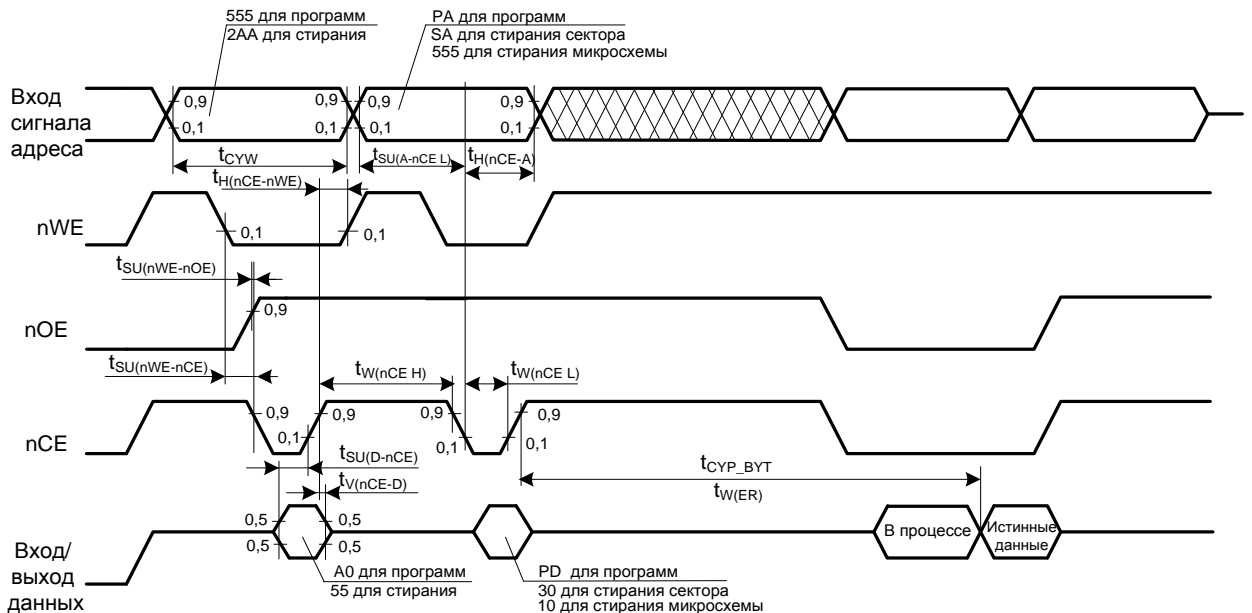 555 для программ
2АА для стирания
PA для программ
SA для стирания сектора
555 для стирания микросхемы
Вход
сигнала
адреса
0,9
0,1
0,9
0,1
0,9
0,1
0,9
0,1
tCYW
tSU(A-nCE L)
tH(nCE-A)
tH(nCE-nWE)
nWE
0,1
0,1
tSU(nWE-nOE)
nOE
0,9
tSU(nWE-nCE)
tW(nCE H)
tW(nCE L)
nCE
0,9
0,1
0,9
0,9
0,1
0,9
0,1
tSU(D-nCE)
tCYP_BYT
tV(nCE-D)
tW(ER)
Вход/
выход
данных
0,5
0,5
0,5
0,5
В процессе
Истинные
данные
A0 для программ
55 для стирания
PD для программ
30 для стирания сектора
10 для стирания микросхемы